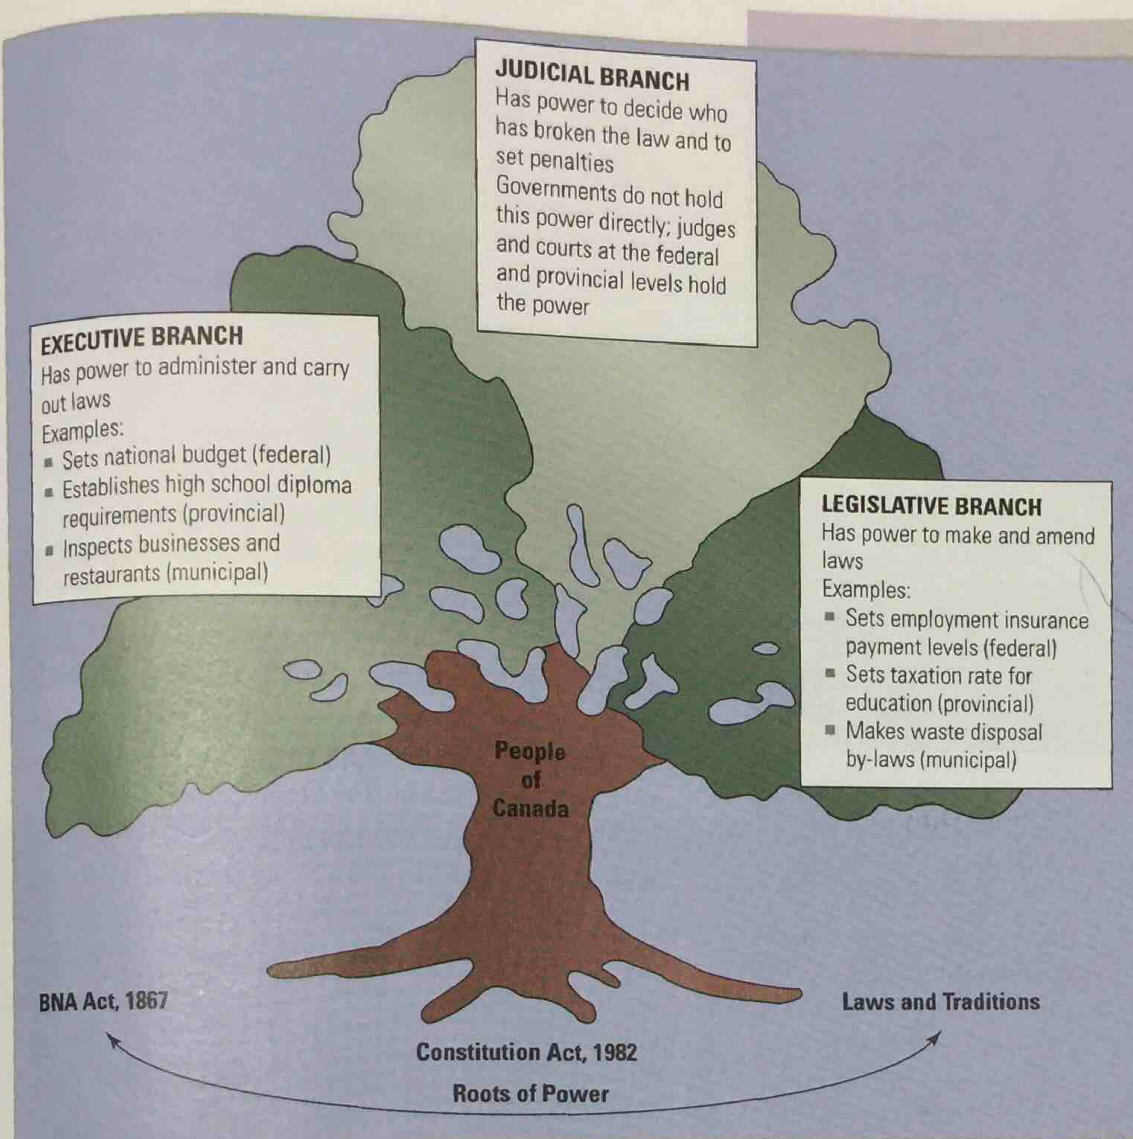 JUDICIAL BRANCH
Has power to decide who
has broken the law and to
set penalties
Governments do not hold
this power directly; judges
and courts at the federal
and provincial levels hold
the power
EXECUTIVE BRANCH
Has power to administer and carry
out laws
Examples:
▪ Sets national budget (federal)
▪ Establishes high school diploma
requirements (provincial)
▪ Inspects businesses and
restaurants (municipal)
LEGISLATIVE BRANCH
Has power to make and amend
laws
Examples:
▪ Sets employment insurance
payment levels (federal)
▪ Sets taxation rate for
education (provincial)
▪ Makes waste disposal
by-laws (municipal)
People
of
Canada
BNA Act, 1867
Laws and Traditions
Constitution Act, 1982
Roots of Power